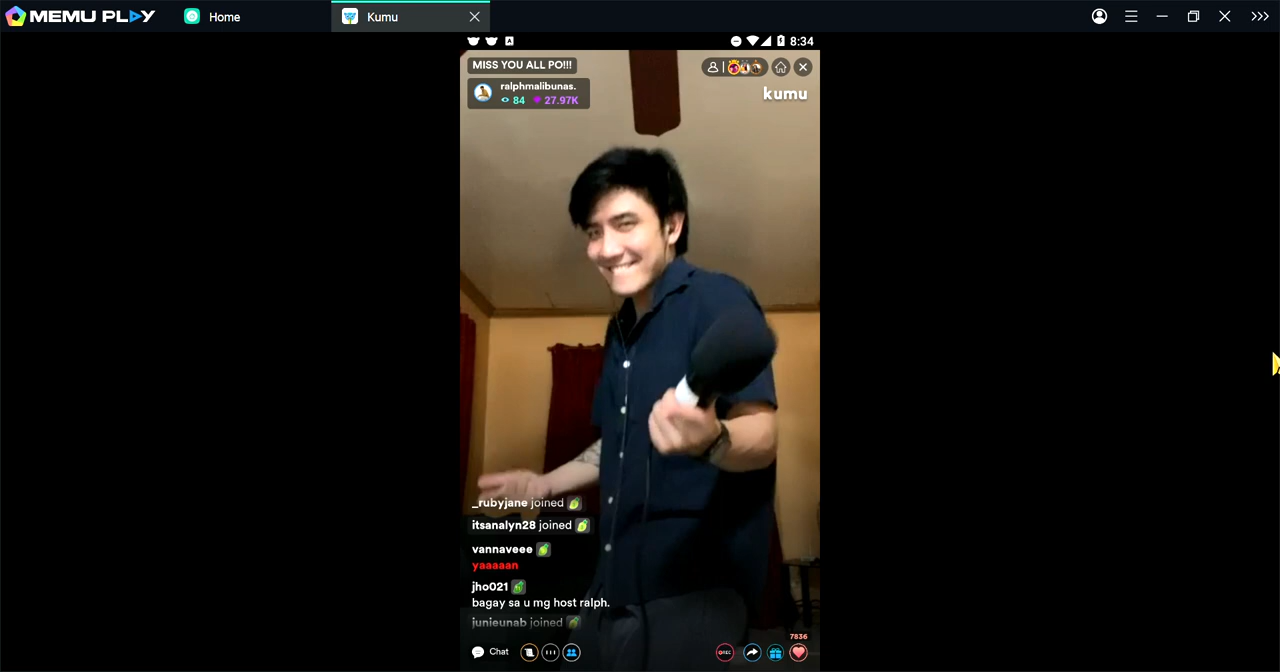 MEMU PLAY
Home
Kumu
8:34
MISS YOU ALL PO!!!
ralphmalibunas.
84
27.97K
kumu
_rubyjane joined
itsanalyn28 joined
vannaveee
yaaaaan
jho021
bagay sa u mg host ralph.
junieunab joined
7836
Chat
REC